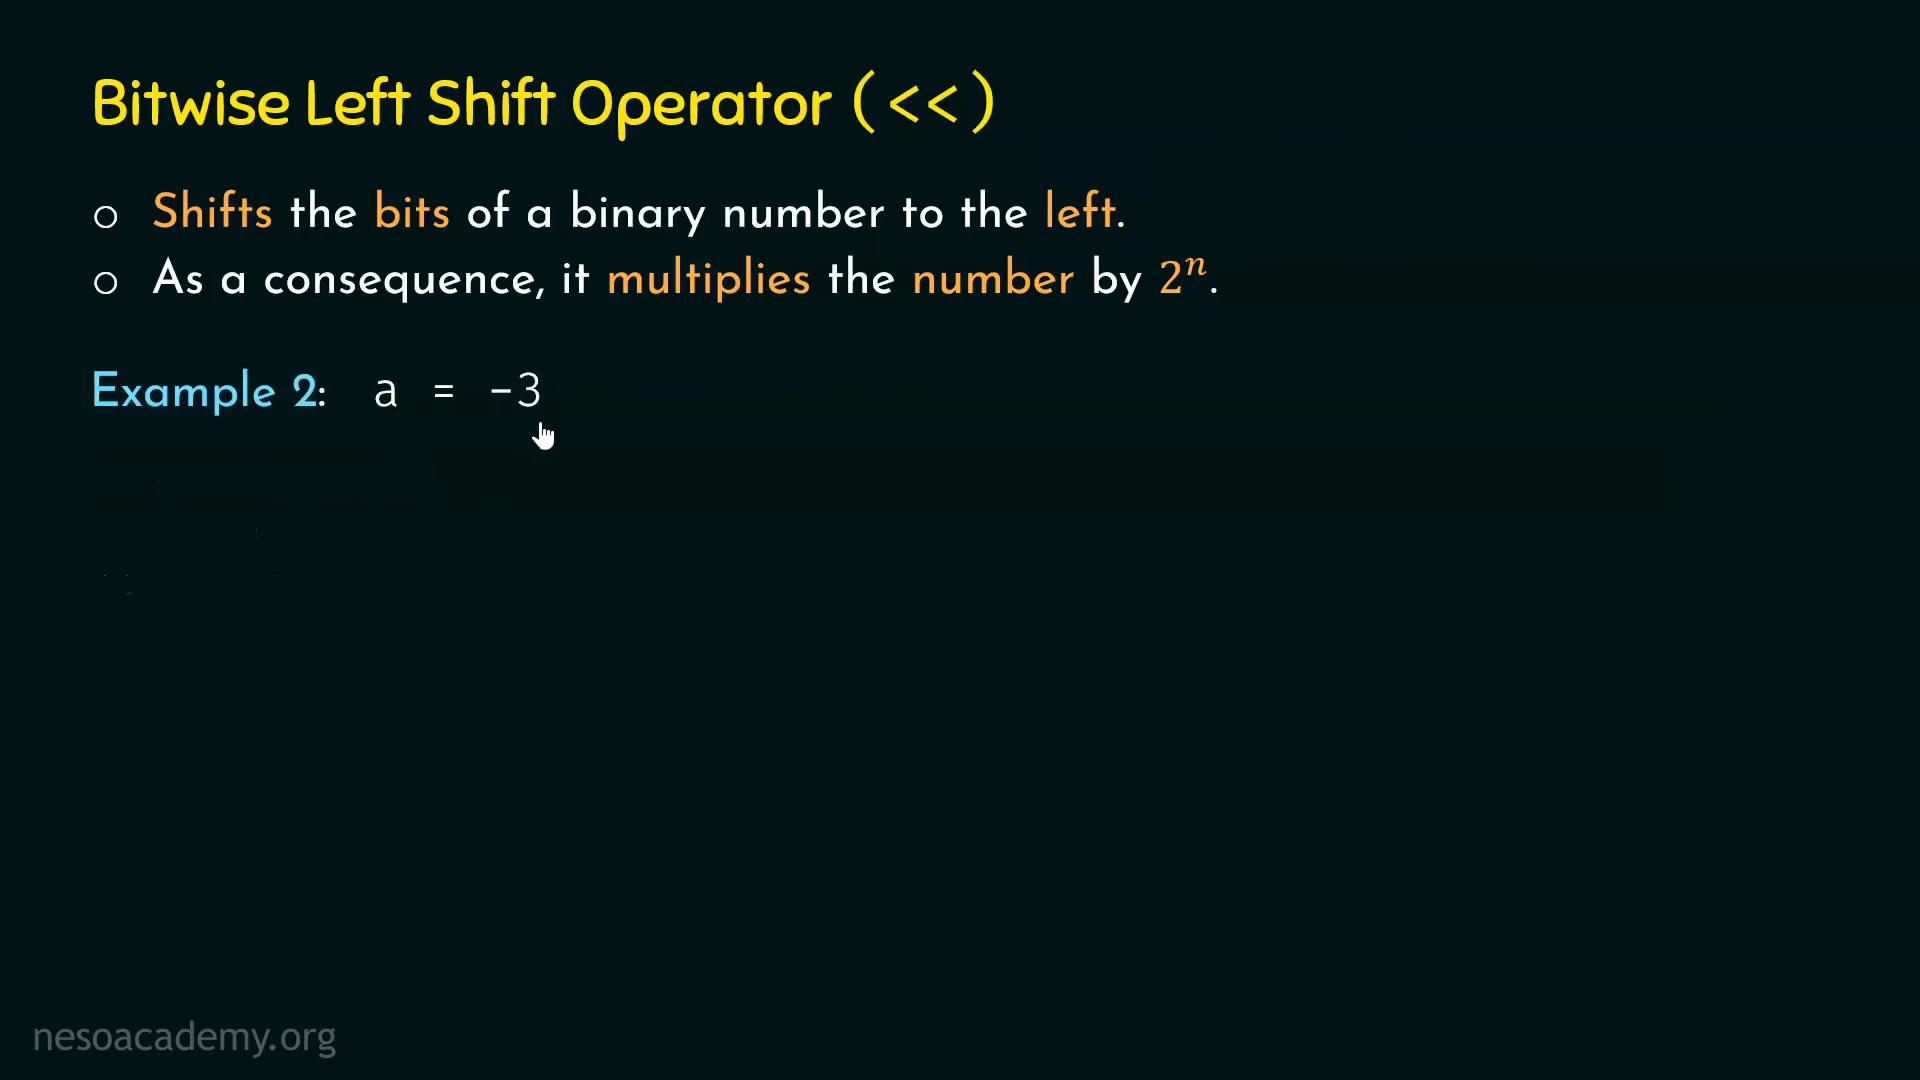 Bitwise Left Shift Operator (<<)
○ Shifts the bits of a binary number to the left.
○ As a consequence, it multiplies the number by 2ⁿ.
Example 2: a = -3
nesoacademy.org